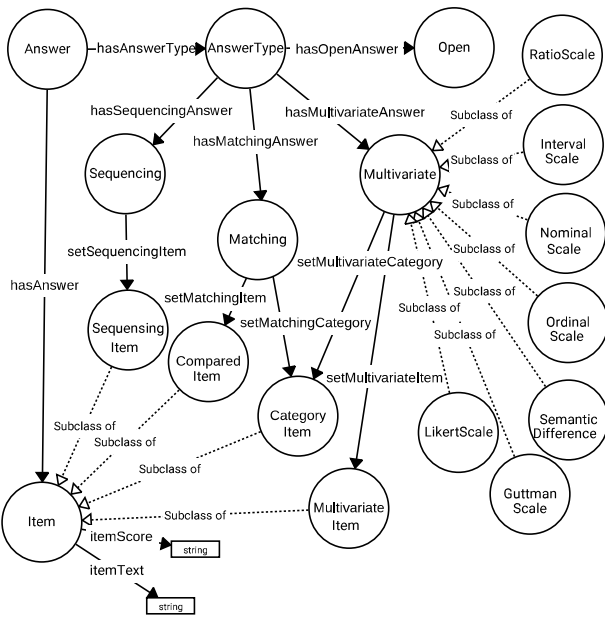 Answer
hasAnswerType
AnswerType
hasOpenAnswer
Open
RatioScale
hasSequencingAnswer
hasMultivariateAnswer
Subclass of
hasMatchingAnswer
Interval
Scale
Subclass of
Sequencing
Multivariate
Subclass of
Nominal
Scale
Matching
setSequencingItem
setMultivariateCategory
Subclass of
hasAnswer
setMatchingItem
Subclass of
Ordinal
Scale
Sequensing
Item
setMatchingCategory
Subclass of
Compared
Item
setMultivariateItem
Subclass of
Category
Item
Subclass of
LikertScale
Semantic
Difference
Subclass of
Subclass of
Subclass of
Guttman
Scale
Item
Subclass of
Multivariate
Item
itemScore
string
itemText
string